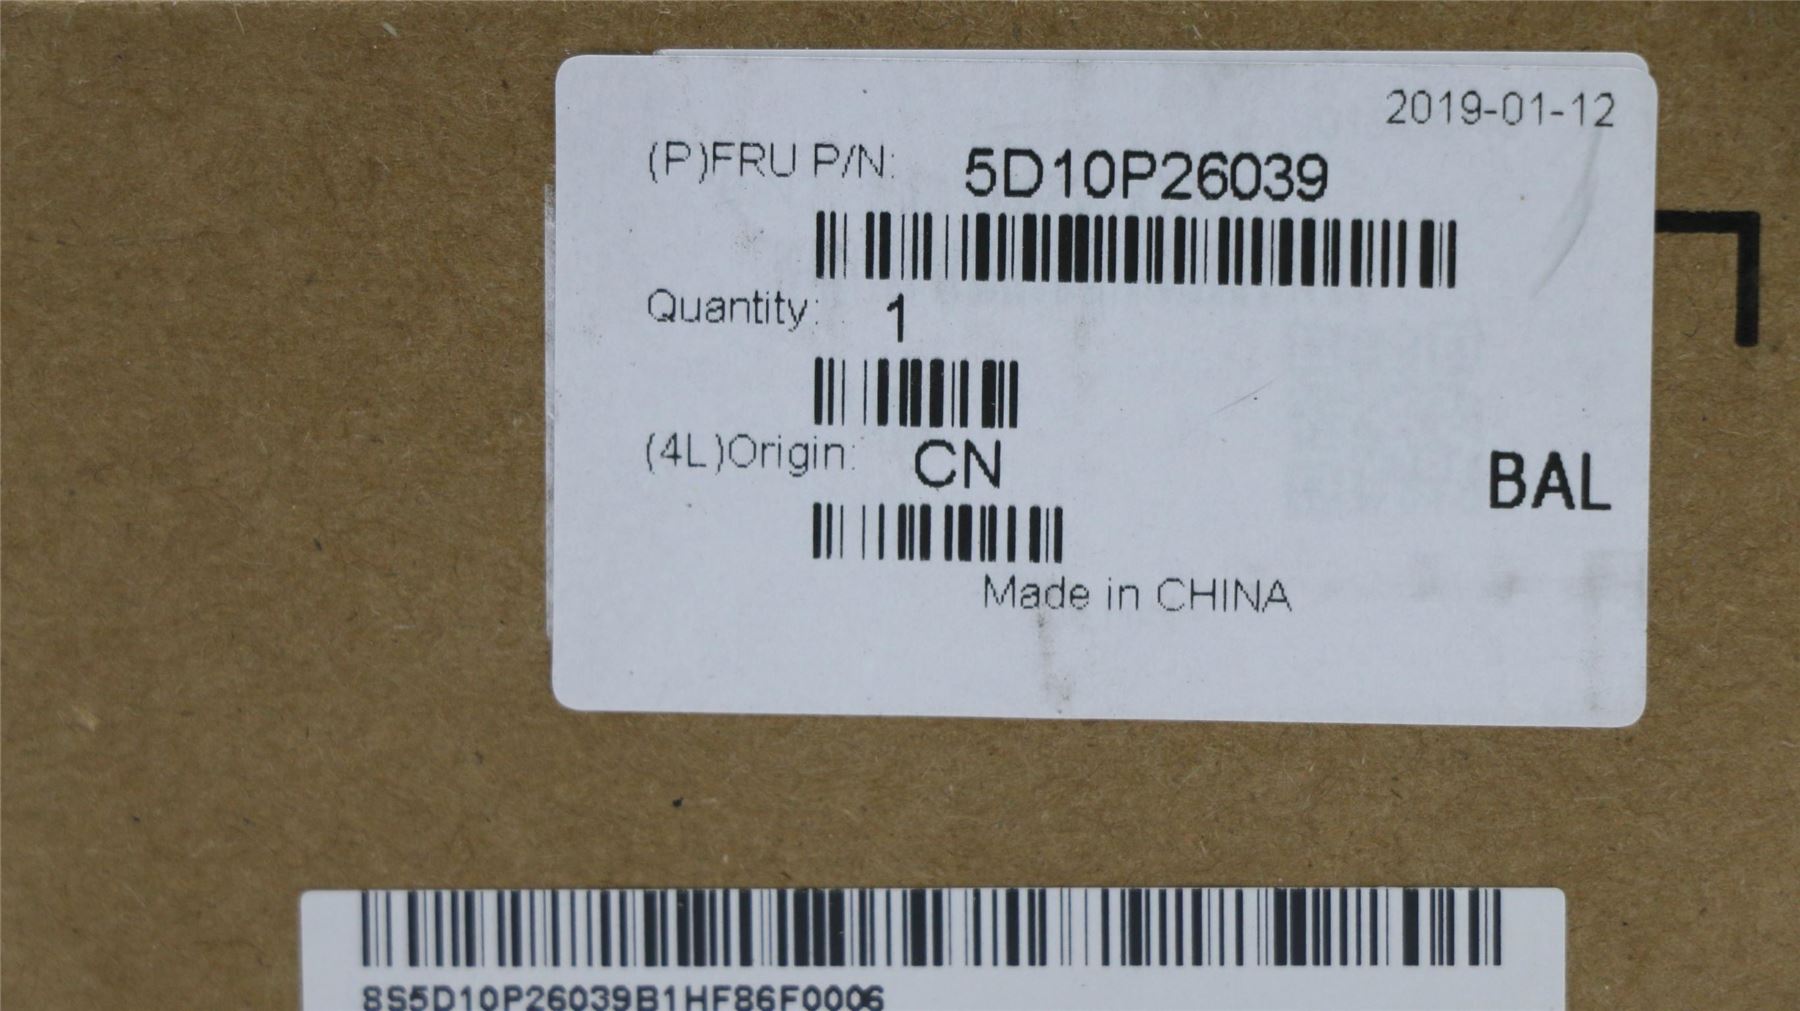 2019-01-12
(P)FRU P/N: 5D10P26039
Quantity: 1
(4L)Origin: CN
BAL
Made in CHINA
8S5D10P26039B1HF86F0006